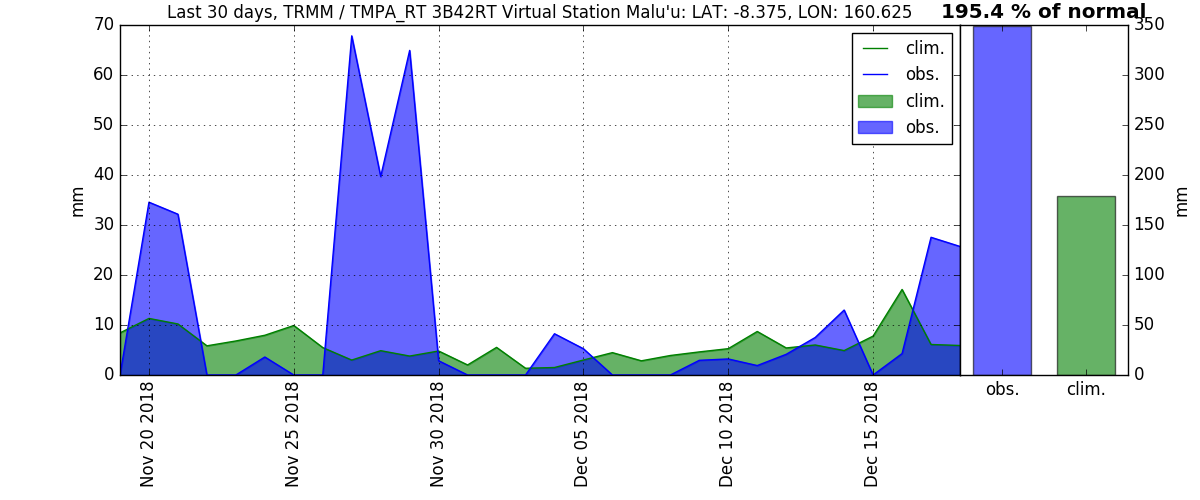 Last 30 days, TRMM / TMPA_RT 3B42RT Virtual Station Malu'u: LAT: -8.375, LON: 160.625
195.4 % of normal
70
60
50
40
30
20
10
0
mm
clim.
obs.
clim.
obs.
350
300
250
200
150
100
50
0
mm
Nov 20 2018
Nov 25 2018
Nov 30 2018
Dec 05 2018
Dec 10 2018
Dec 15 2018
obs.
clim.